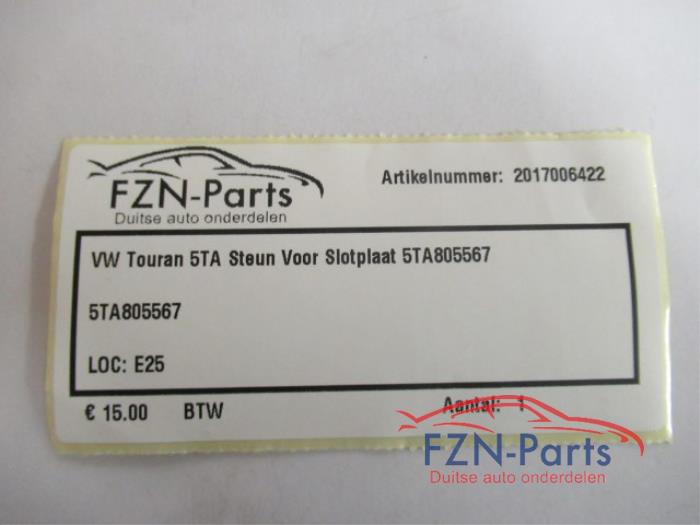 FZN-Parts
Duitse auto onderdelen
Artikelnummer: 2017006422
VW Touran 5TA Steun Voor Slotplaat 5TA805567
5TA805567
LOC: E25
€ 15.00 BTW Aantal: 1
FZN-Parts
Duitse auto onderdelen